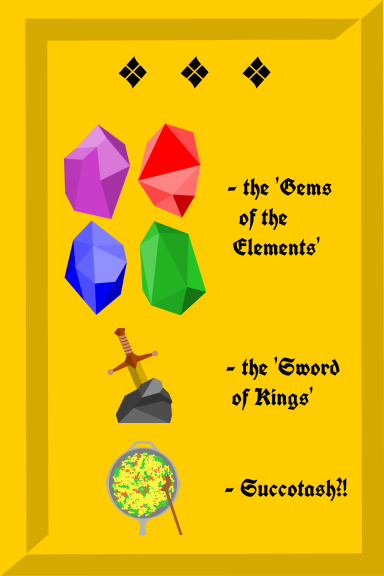 - the 'Gems
of the
Elements'
- the 'Sword
of Kings'
- Succotash?!